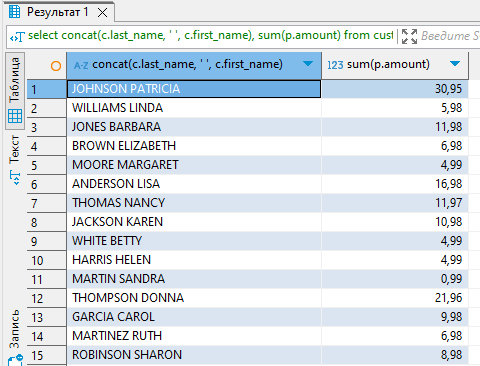 Результат 1
select concat(c.last_name, ' ', c.first_name), sum(p.amount) from cust
Введите S
Таблица
Текст
Запись
A-Z concat(c.last_name, ' ', c.first_name) 123 sum(p.amount)
1 JOHNSON PATRICIA 30,95
2 WILLIAMS LINDA 5,98
3 JONES BARBARA 11,98
4 BROWN ELIZABETH 6,98
5 MOORE MARGARET 4,99
6 ANDERSON LISA 16,98
7 THOMAS NANCY 11,97
8 JACKSON KAREN 10,98
9 WHITE BETTY 4,99
10 HARRIS HELEN 4,99
11 MARTIN SANDRA 0,99
12 THOMPSON DONNA 21,96
13 GARCIA CAROL 9,98
14 MARTINEZ RUTH 6,98
15 ROBINSON SHARON 8,98